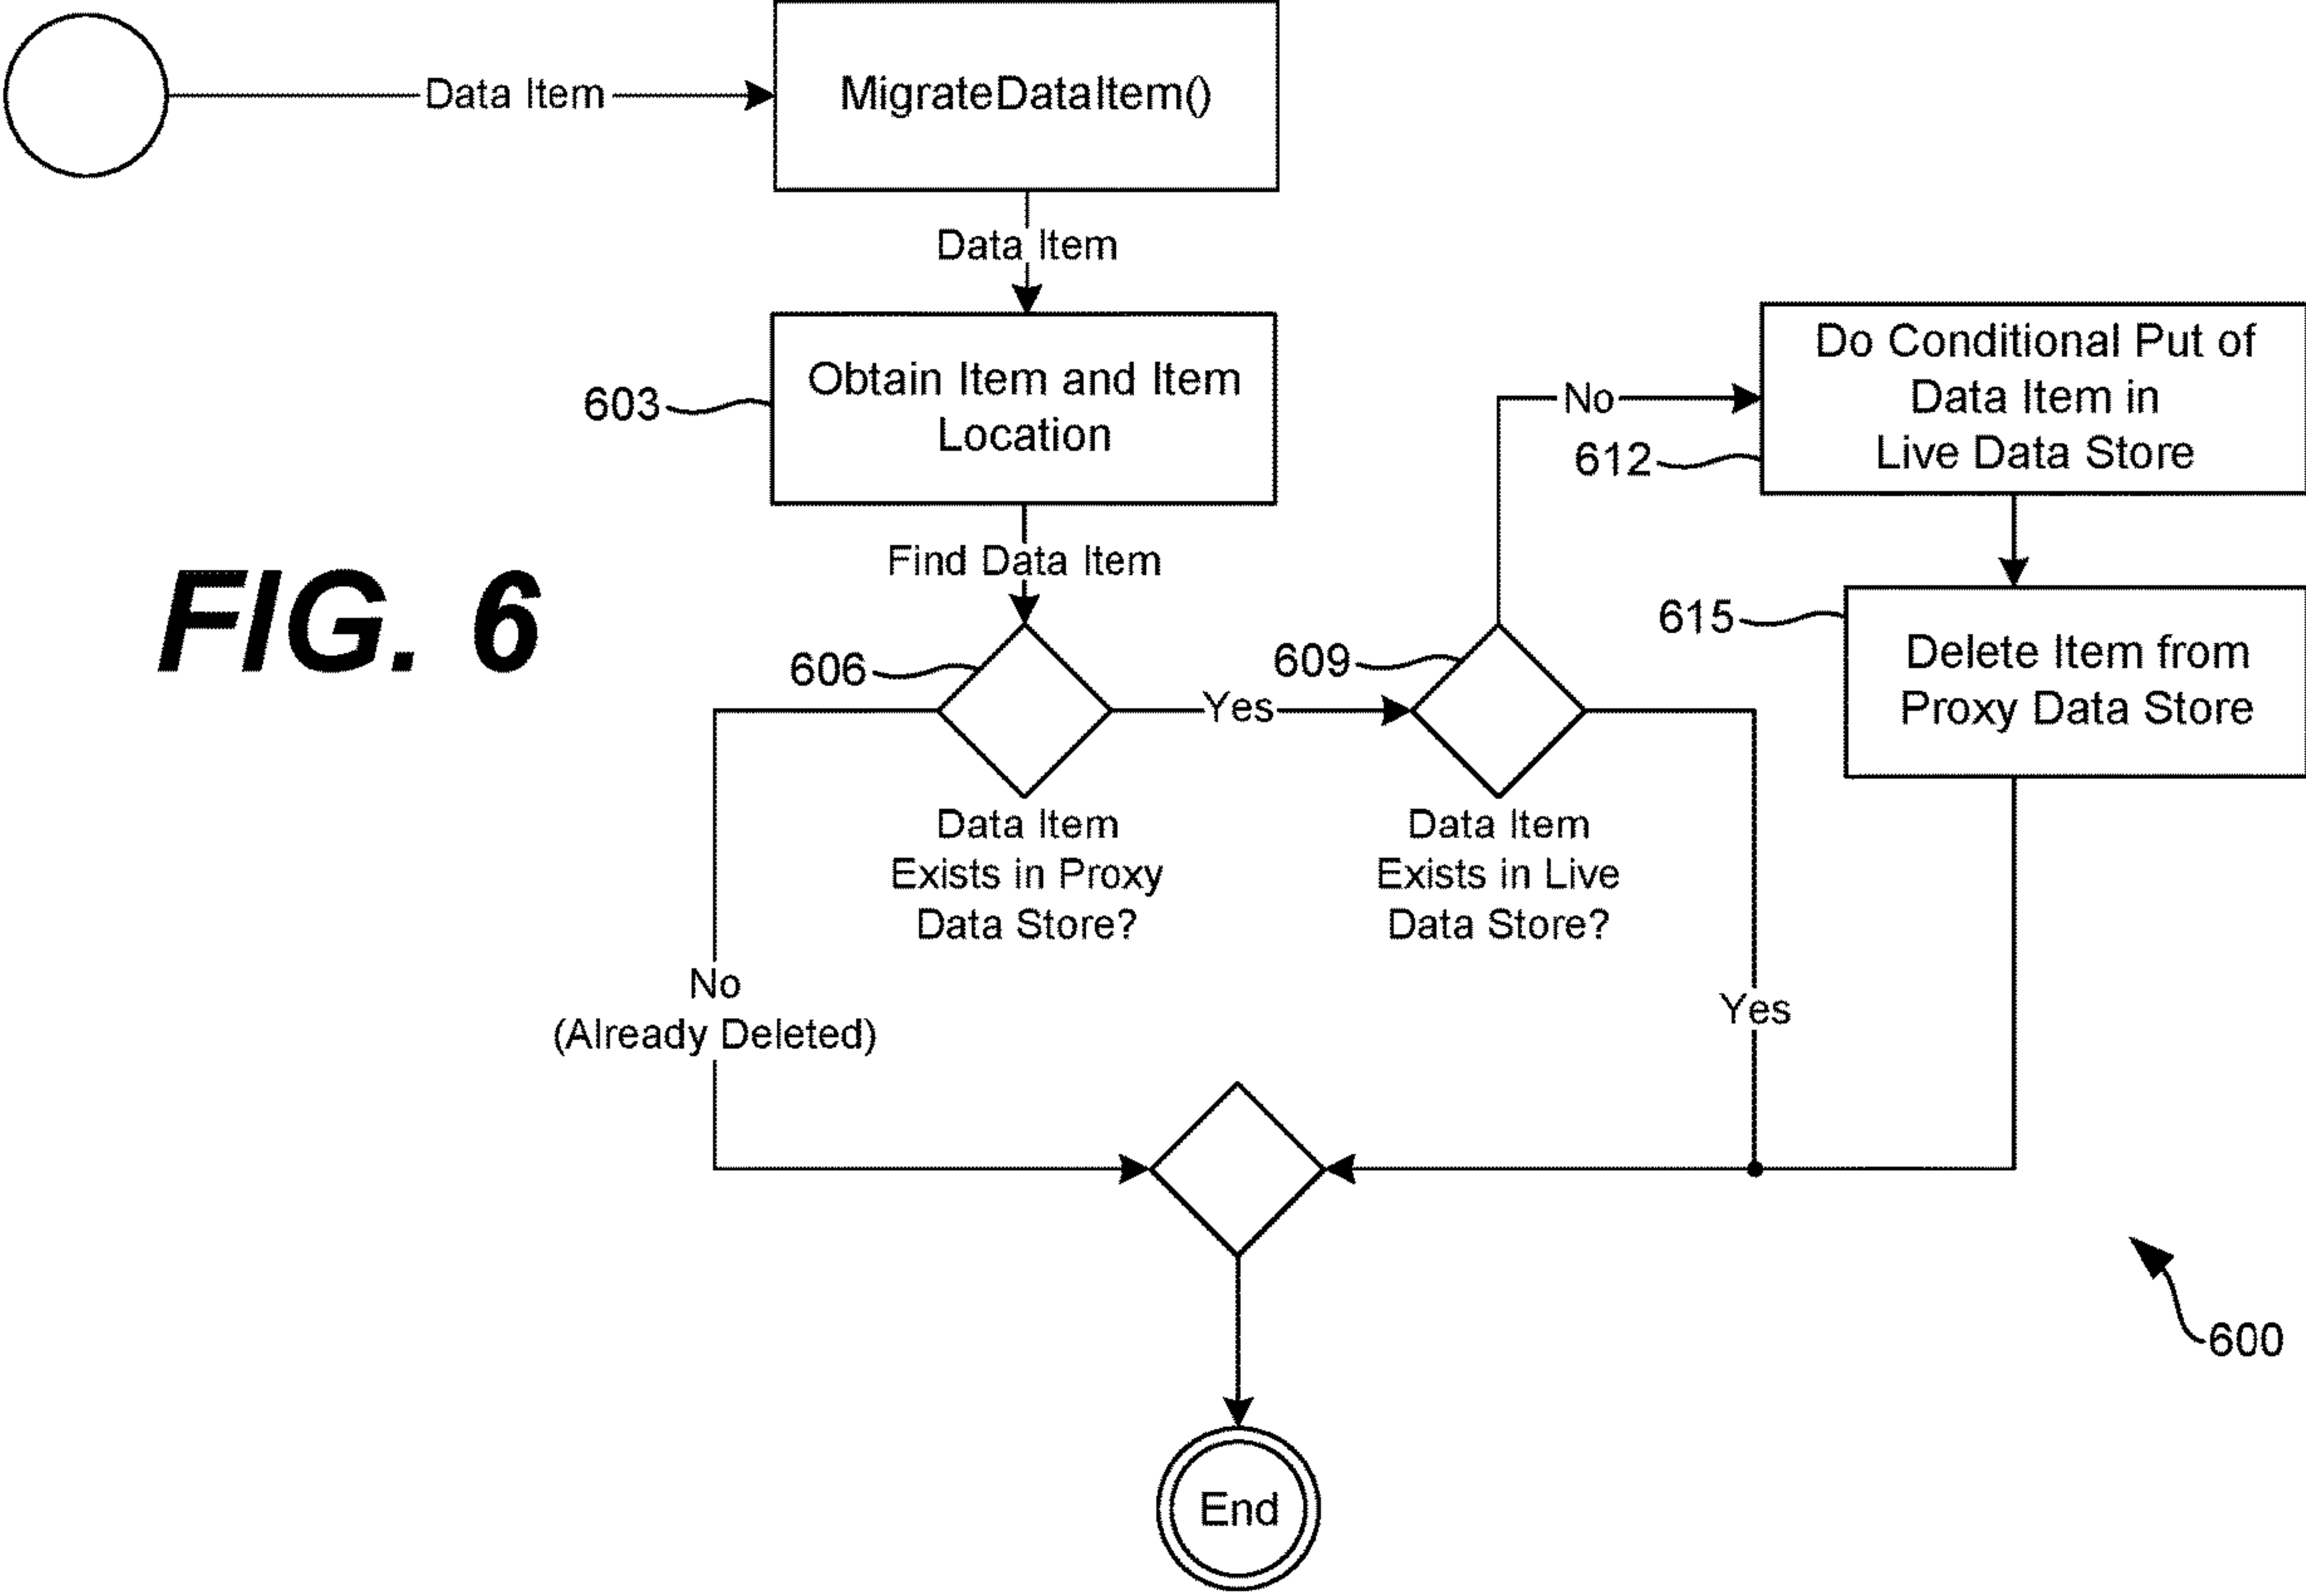 Data Item
MigrateDataItem()
Data Item
603
Obtain Item and Item
Location
Find Data Item
FIG. 6
606
Data Item
Exists in Proxy
Data Store?
Yes
609
Data Item
Exists in Live
Data Store?
No
612
Do Conditional Put of
Data Item in
Live Data Store
615
Delete Item from
Proxy Data Store
No
(Already Deleted)
Yes
End
600